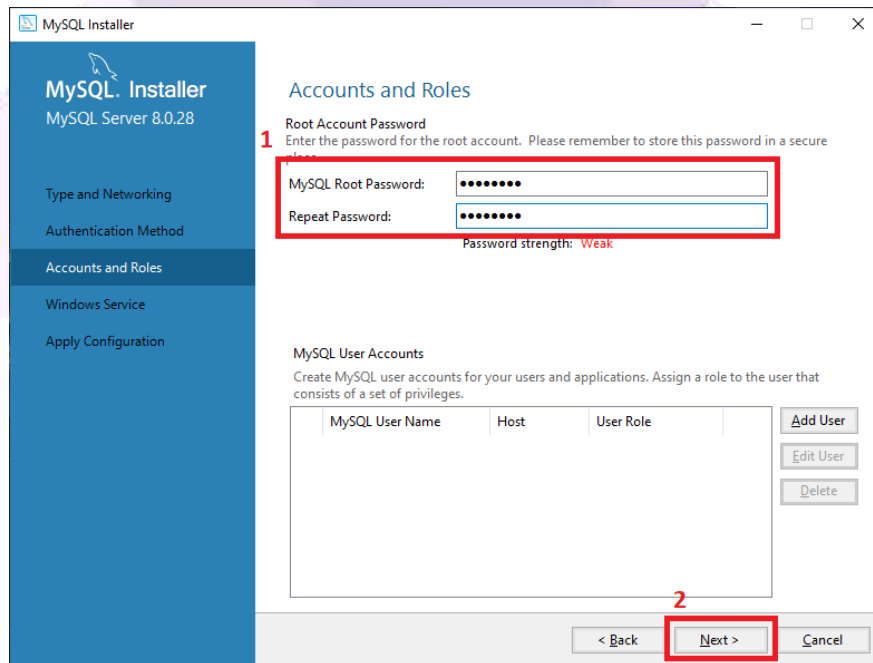 MySQL Installer
MySQL. Installer
MySQL Server 8.0.28
Type and Networking
Authentication Method
Accounts and Roles
Windows Service
Apply Configuration
Accounts and Roles
Root Account Password
1
Enter the password for the root account. Please remember to store this password in a secure
place.
MySQL Root Password: ●●●●●●●●
Repeat Password: ●●●●●●●●
Password strength: Weak
MySQL User Accounts
Create MySQL user accounts for your users and applications. Assign a role to the user that
consists of a set of privileges.
MySQL User Name Host User Role
Add User
Edit User
Delete
2
< Back Next > Cancel